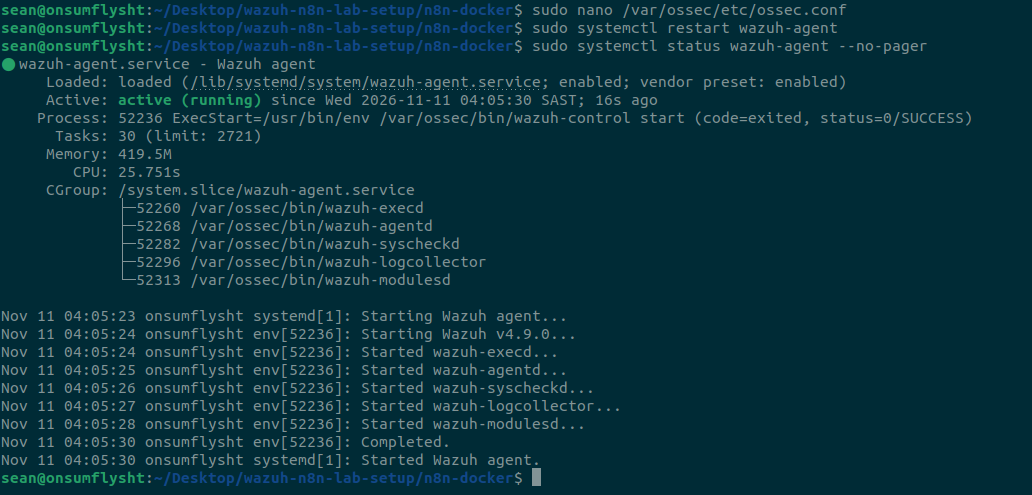 sean@onsumflysht:~/Desktop/wazuh-n8n-lab-setup/n8n-docker$ sudo nano /var/ossec/etc/ossec.conf
sean@onsumflysht:~/Desktop/wazuh-n8n-lab-setup/n8n-docker$ sudo systemctl restart wazuh-agent
sean@onsumflysht:~/Desktop/wazuh-n8n-lab-setup/n8n-docker$ sudo systemctl status wazuh-agent --no-pager
● wazuh-agent.service - Wazuh agent
     Loaded: loaded (/lib/systemd/system/wazuh-agent.service; enabled; vendor preset: enabled)
     Active: active (running) since Wed 2026-11-11 04:05:30 SAST; 16s ago
    Process: 52236 ExecStart=/usr/bin/env /var/ossec/bin/wazuh-control start (code=exited, status=0/SUCCESS)
      Tasks: 30 (limit: 2721)
     Memory: 419.5M
        CPU: 25.751s
     CGroup: /system.slice/wazuh-agent.service
             ├─52260 /var/ossec/bin/wazuh-execd
             ├─52268 /var/ossec/bin/wazuh-agentd
             ├─52282 /var/ossec/bin/wazuh-syscheckd
             ├─52296 /var/ossec/bin/wazuh-logcollector
             └─52313 /var/ossec/bin/wazuh-modulesd
Nov 11 04:05:23 onsumflysht systemd[1]: Starting Wazuh agent...
Nov 11 04:05:24 onsumflysht env[52236]: Starting Wazuh v4.9.0...
Nov 11 04:05:24 onsumflysht env[52236]: Started wazuh-execd...
Nov 11 04:05:25 onsumflysht env[52236]: Started wazuh-agentd...
Nov 11 04:05:26 onsumflysht env[52236]: Started wazuh-syscheckd...
Nov 11 04:05:27 onsumflysht env[52236]: Started wazuh-logcollector...
Nov 11 04:05:28 onsumflysht env[52236]: Started wazuh-modulesd...
Nov 11 04:05:30 onsumflysht env[52236]: Completed.
Nov 11 04:05:30 onsumflysht systemd[1]: Started Wazuh agent.
sean@onsumflysht:~/Desktop/wazuh-n8n-lab-setup/n8n-docker$